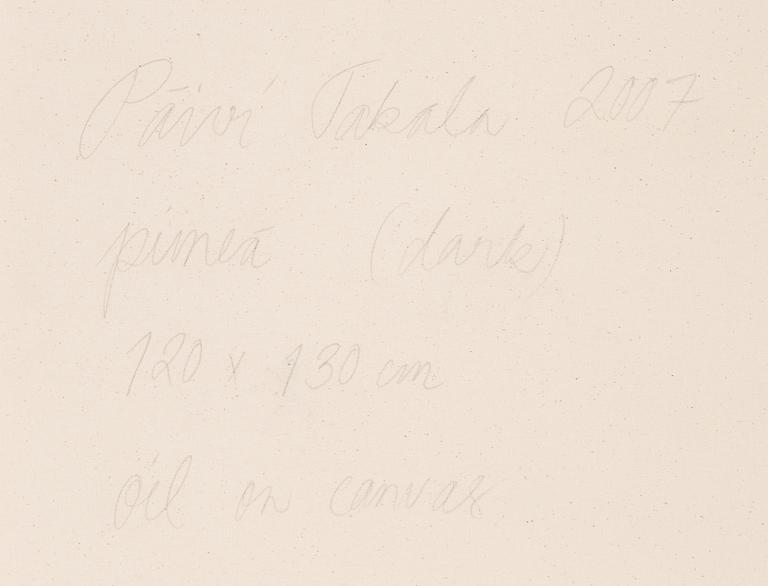 Päivi Takala 2007
pimeä (dark)
120 x 130 cm
oil on canvas